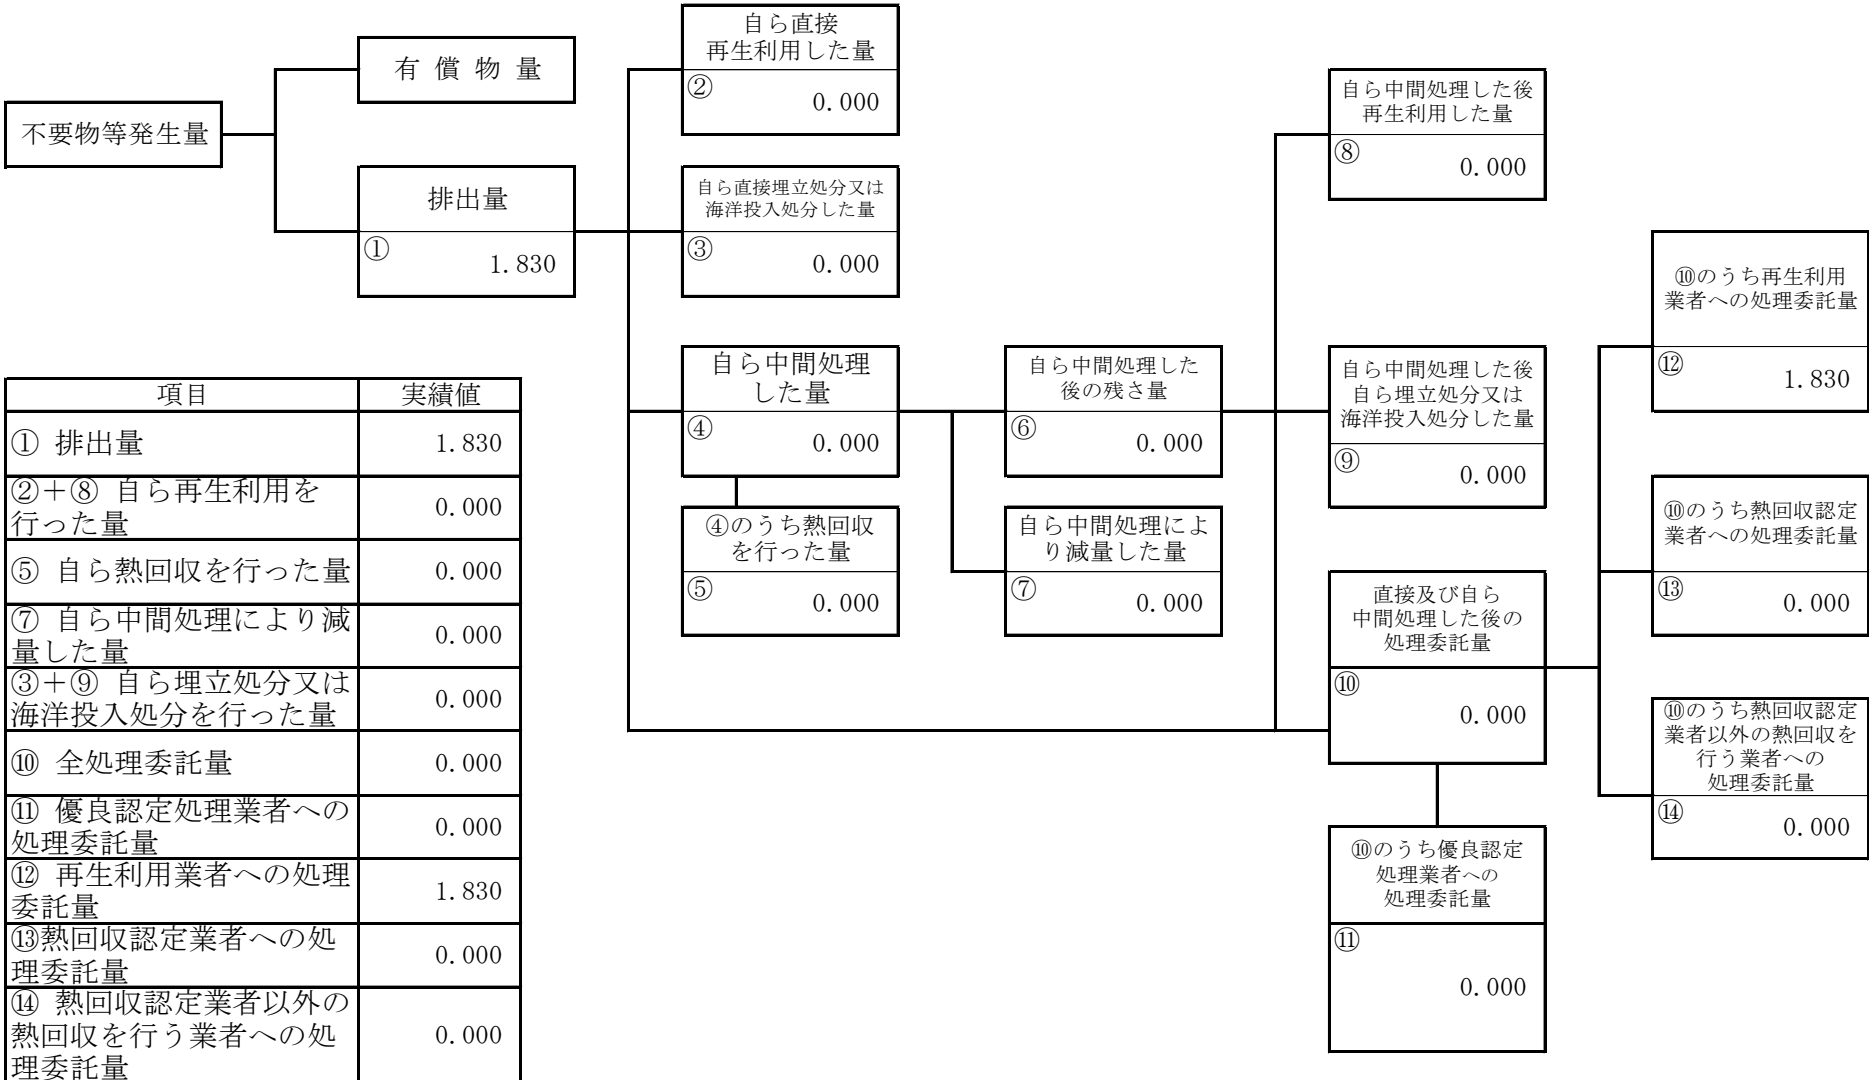 自ら直接
再生利用した量
②
0.000
有 償 物 量
不要物等発生量
排出量
①
1.830
自ら直接埋立処分又は
海洋投入処分した量
③
0.000
自ら中間処理した後
再生利用した量
⑧
0.000
⑩のうち再生利用
業者への処理委託量
⑫
1.830
自ら中間処理
した量
④
0.000
自ら中間処理した
後の残さ量
⑥
0.000
自ら中間処理した後
自ら埋立処分又は
海洋投入処分した量
⑨
0.000
④のうち熱回収
を行った量
⑤
0.000
自ら中間処理によ
り減量した量
⑦
0.000
⑩のうち熱回収認定
業者への処理委託量
⑬
0.000
直接及び自ら
中間処理した後の
処理委託量
⑩
0.000
⑩のうち熱回収認定
業者以外の熱回収を
行う業者への
処理委託量
⑭
0.000
⑩のうち優良認定
処理業者への
処理委託量
⑪
0.000
項目 実績値
① 排出量 1.830
②＋⑧ 自ら再生利用を
行った量 0.000
⑤ 自ら熱回収を行った量 0.000
⑦ 自ら中間処理により減
量した量 0.000
③＋⑨ 自ら埋立処分又は
海洋投入処分を行った量 0.000
⑩ 全処理委託量 0.000
⑪ 優良認定処理業者への
処理委託量 0.000
⑫ 再生利用業者への処理
委託量 1.830
⑬熱回収認定業者への処
理委託量 0.000
⑭ 熱回収認定業者以外の
熱回収を行う業者への処
理委託量 0.000